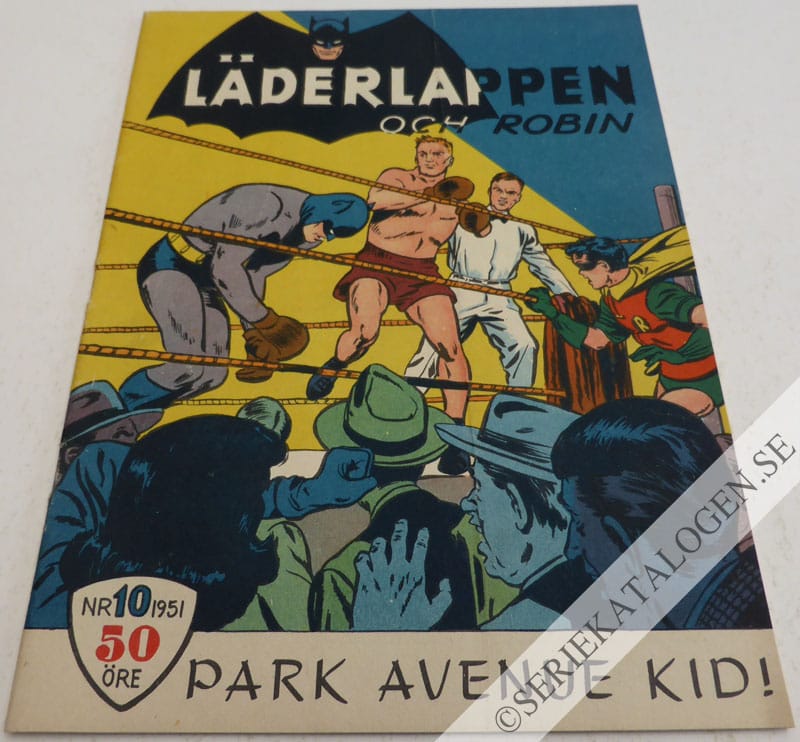 LÄDERLAPPEN
OCH ROBIN
R
NR 10 1951
50
ÖRE
PARK AVENUE KID!
© SERIEKATALOGEN.SE